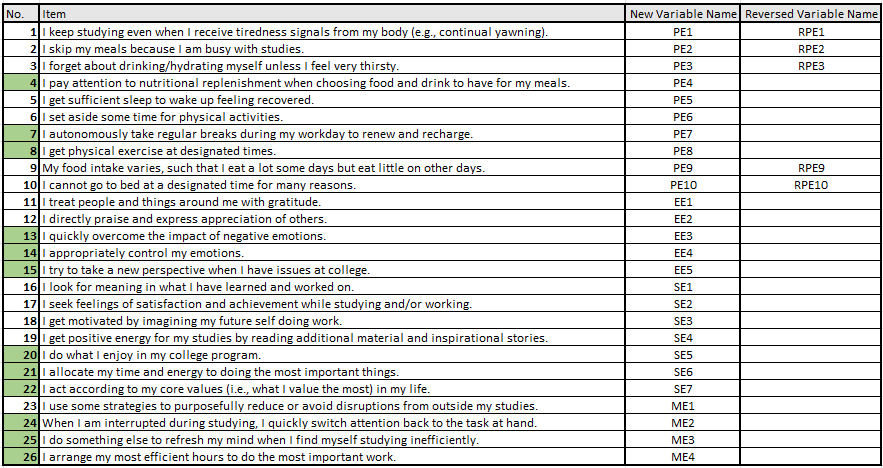 No. Item New Variable Name Reversed Variable Name
1 I keep studying even when I receive tiredness signals from my body (e.g., continual yawning). PE1 RPE1
2 I skip my meals because I am busy with studies. PE2 RPE2
3 I forget about drinking/hydrating myself unless I feel very thirsty. PE3 RPE3
4 I pay attention to nutritional replenishment when choosing food and drink to have for my meals. PE4
5 I get sufficient sleep to wake up feeling recovered. PE5
6 I set aside some time for physical activities. PE6
7 I autonomously take regular breaks during my workday to renew and recharge. PE7
8 I get physical exercise at designated times. PE8
9 My food intake varies, such that I eat a lot some days but eat little on other days. PE9 RPE9
10 I cannot go to bed at a designated time for many reasons. PE10 RPE10
11 I treat people and things around me with gratitude. EE1
12 I directly praise and express appreciation of others. EE2
13 I quickly overcome the impact of negative emotions. EE3
14 I appropriately control my emotions. EE4
15 I try to take a new perspective when I have issues at college. EE5
16 I look for meaning in what I have learned and worked on. SE1
17 I seek feelings of satisfaction and achievement while studying and/or working. SE2
18 I get motivated by imagining my future self doing work. SE3
19 I get positive energy for my studies by reading additional material and inspirational stories. SE4
20 I do what I enjoy in my college program. SE5
21 I allocate my time and energy to doing the most important things. SE6
22 I act according to my core values (i.e., what I value the most) in my life. SE7
23 I use some strategies to purposefully reduce or avoid disruptions from outside my studies. ME1
24 When I am interrupted during studying, I quickly switch attention back to the task at hand. ME2
25 I do something else to refresh my mind when I find myself studying inefficiently. ME3
26 I arrange my most efficient hours to do the most important work. ME4